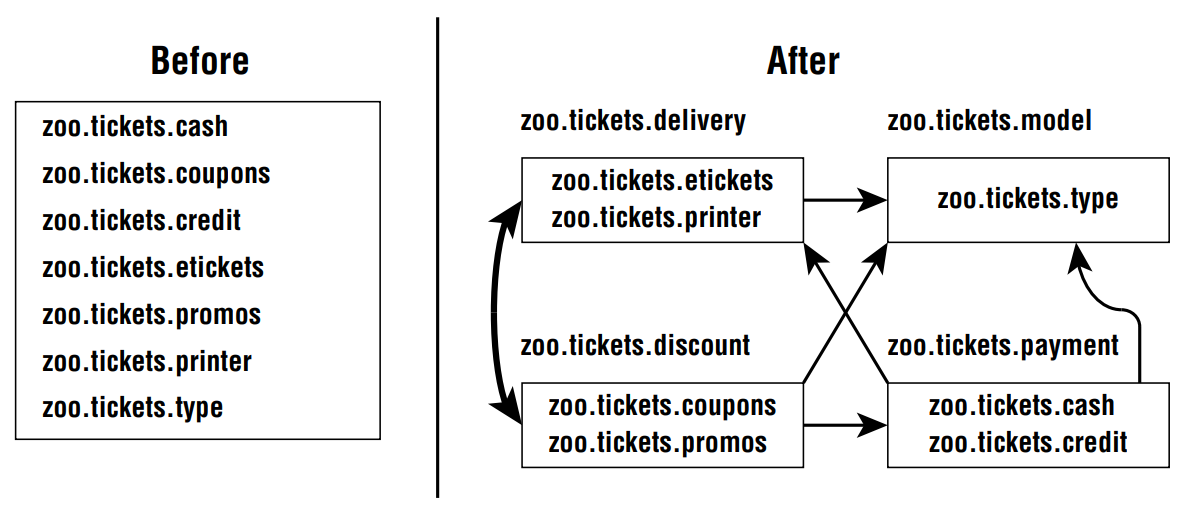 Before
zoo.tickets.cash
zoo.tickets.coupons
zoo.tickets.credit
zoo.tickets.etickets
zoo.tickets.promos
zoo.tickets.printer
zoo.tickets.type
After
zoo.tickets.delivery
zoo.tickets.etickets
zoo.tickets.printer
zoo.tickets.model
zoo.tickets.type
zoo.tickets.discount
zoo.tickets.coupons
zoo.tickets.promos
zoo.tickets.payment
zoo.tickets.cash
zoo.tickets.credit